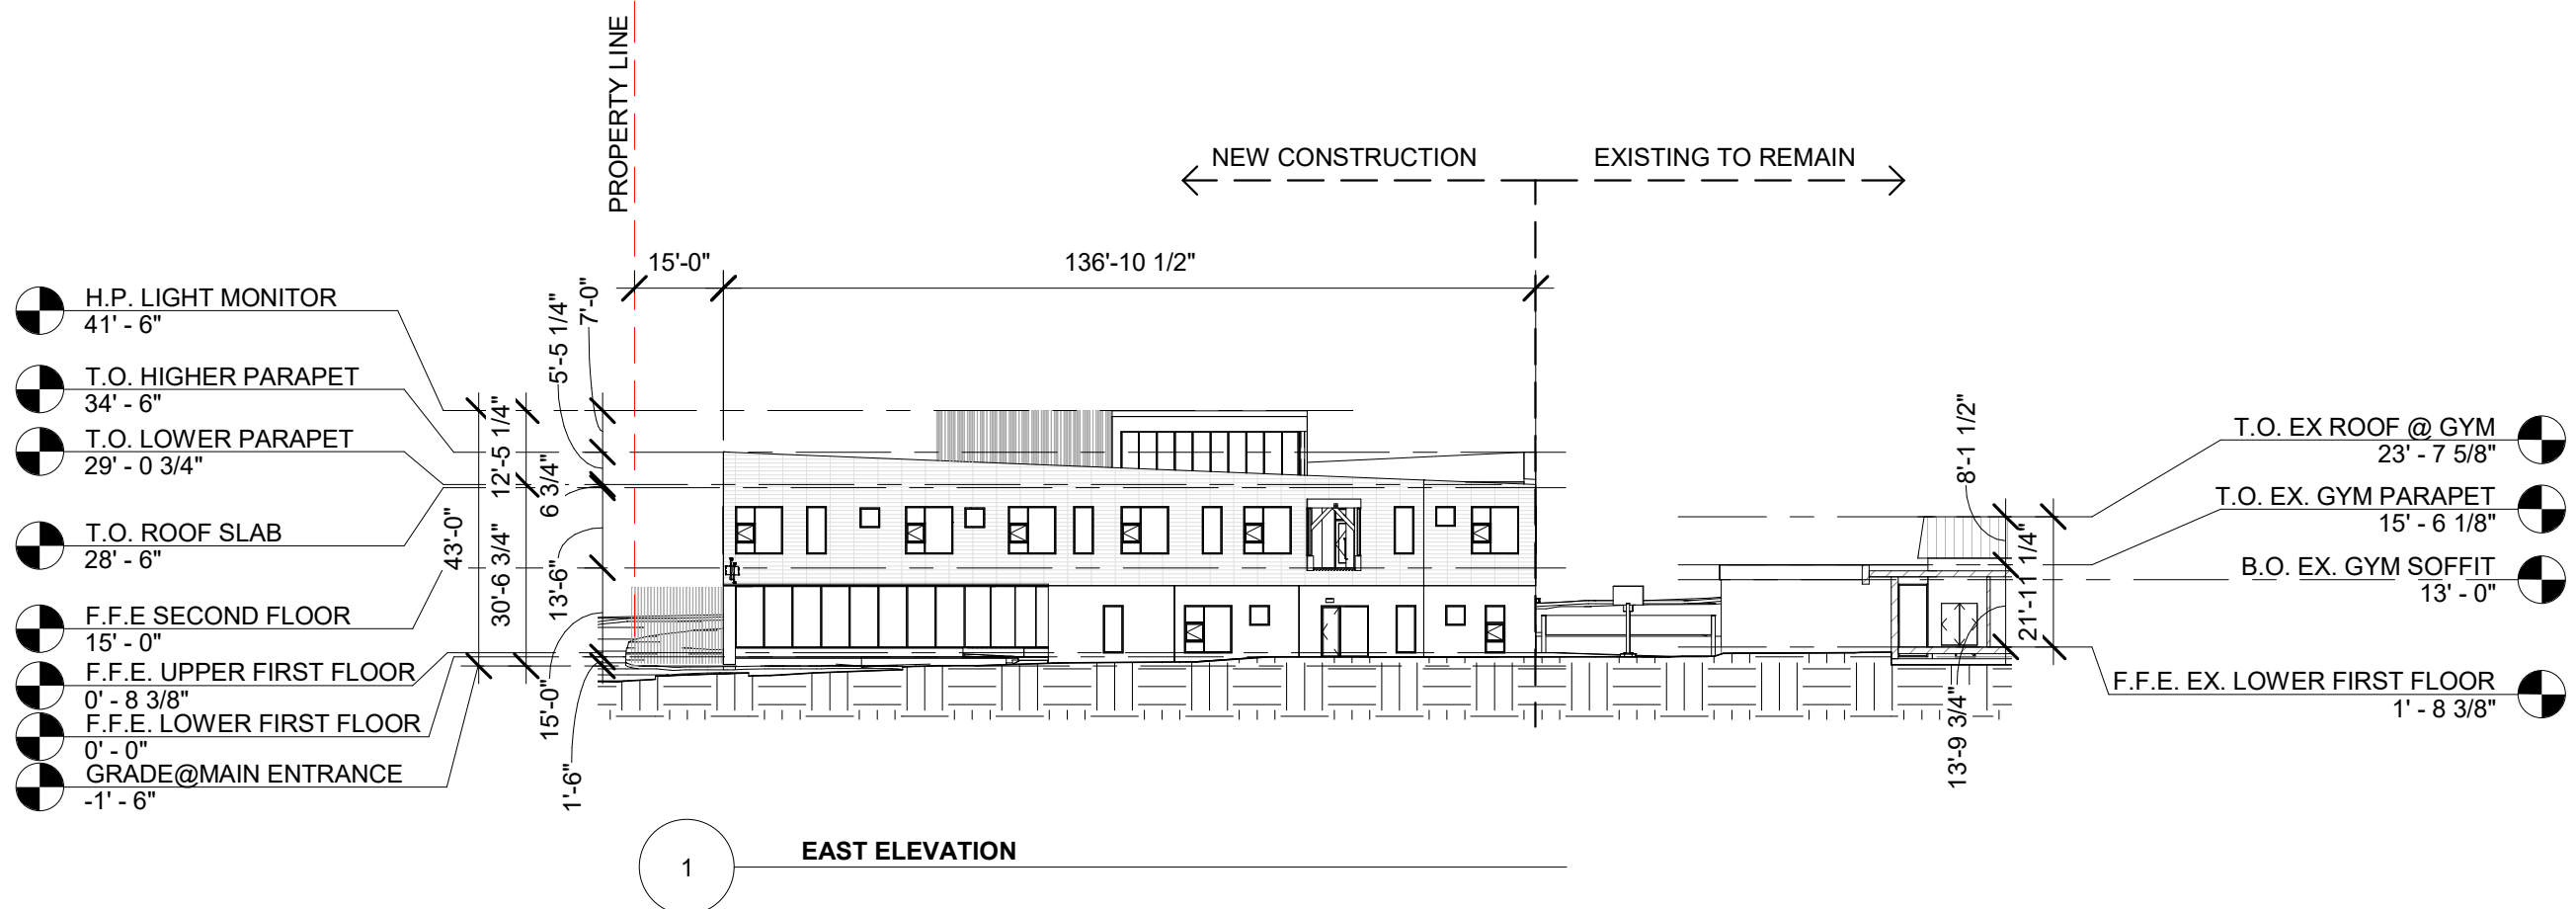 PROPERTY LINE
NEW CONSTRUCTION
EXISTING TO REMAIN
15'-0"
136'-10 1/2"
H.P. LIGHT MONITOR
41' - 6"
T.O. HIGHER PARAPET
34' - 6"
T.O. LOWER PARAPET
29' - 0 3/4"
T.O. ROOF SLAB
28' - 6"
F.F.E SECOND FLOOR
15' - 0"
F.F.E. UPPER FIRST FLOOR
0' - 8 3/8"
F.F.E. LOWER FIRST FLOOR
0' - 0"
GRADE@MAIN ENTRANCE
-1' - 6"
43'-0"
12'-5 1/4"
30'-6 3/4"
5'-5 1/4"
7'-0"
6 3/4"
13'-6"
15'-0"
1'-6"
8'-1 1/2"
21'-11 1/4"
13'-9 3/4"
T.O. EX ROOF @ GYM
23' - 7 5/8"
T.O. EX. GYM PARAPET
15' - 6 1/8"
B.O. EX. GYM SOFFIT
13' - 0"
F.F.E. EX. LOWER FIRST FLOOR
1' - 8 3/8"
1
EAST ELEVATION